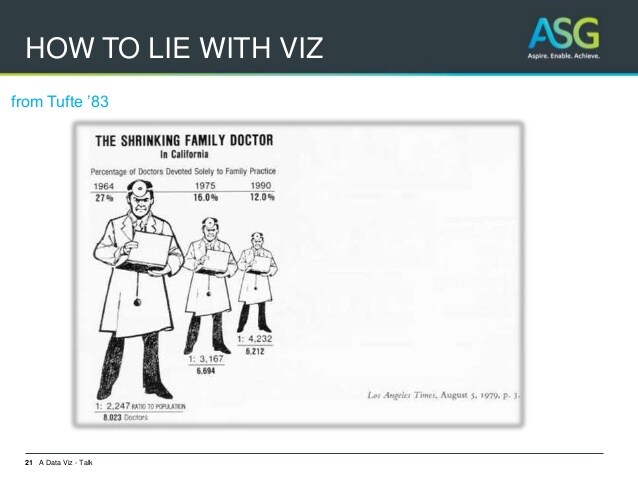 HOW TO LIE WITH VIZ
ASG
Aspire. Enable. Achieve.
from Tufte ’83
THE SHRINKING FAMILY DOCTOR
In California
Percentage of Doctors Devoted Solely to Family Practice
1964 1975 1990
27% 16.0% 12.0%
1: 4,232
6,212
1: 3,167
6,694
1: 2,247 RATIO TO POPULATION
8,023 Doctors
Los Angeles Times, August 5, 1979, p. 3.
21 A Data Viz - Talk